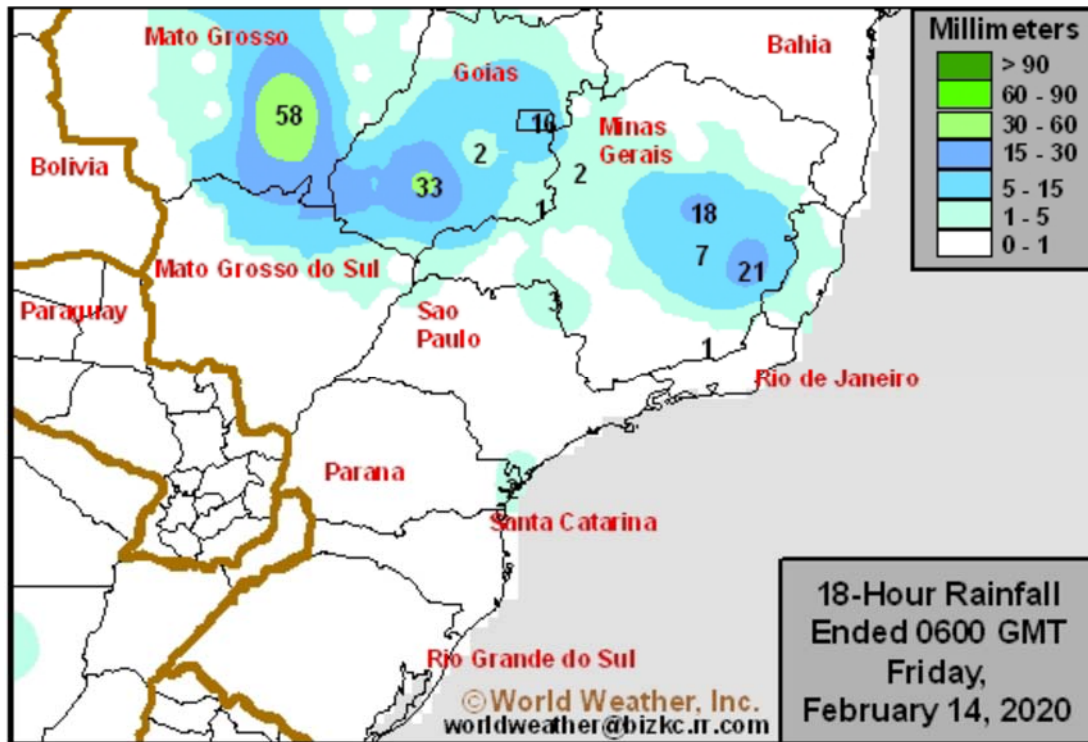 Mato Grosso
58
Goias
16
2
33
1
Bahia
Minas
Gerais
2
18
7
21
Bolivia
Mato Grosso do Sul
Paraguay
Sao
Paulo
3
1
Rio de Janeiro
Parana
2
Santa Catarina
Rio Grande do Sul
©World Weather, Inc.
worldweather@bizkc.rr.com
Millimeters
> 90
60 - 90
30 - 60
15 - 30
5 - 15
1 - 5
0 - 1
18-Hour Rainfall
Ended 0600 GMT
Friday,
February 14, 2020